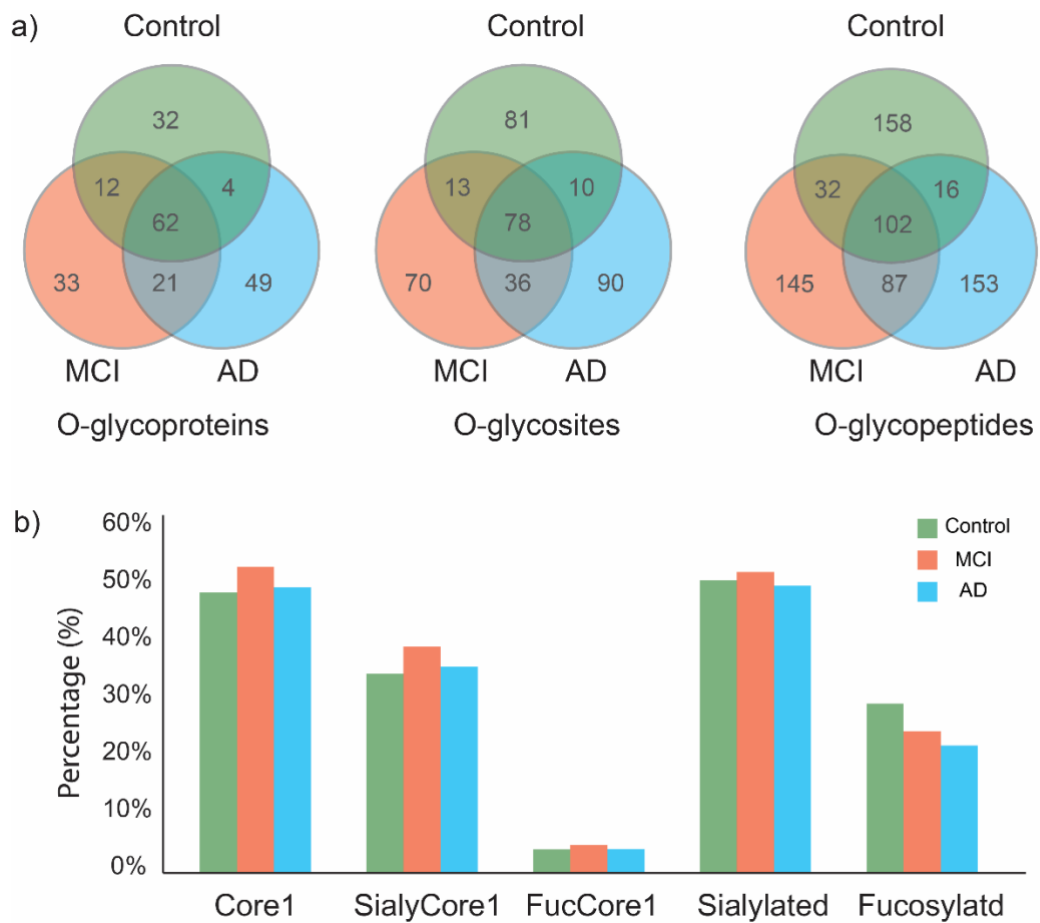 a)
Control Control Control
32 81 158
12 4 13 10 32 16
62 78 102
33 21 49 70 36 90 145 87 153
MCI AD MCI AD MCI AD
O-glycoproteins O-glycosites O-glycopeptides
b)
Percentage (%)
60%
50%
40%
30%
20%
10%
0%
Control
MCI
AD
Core1 SialyCore1 FucCore1 Sialylated Fucosylatd